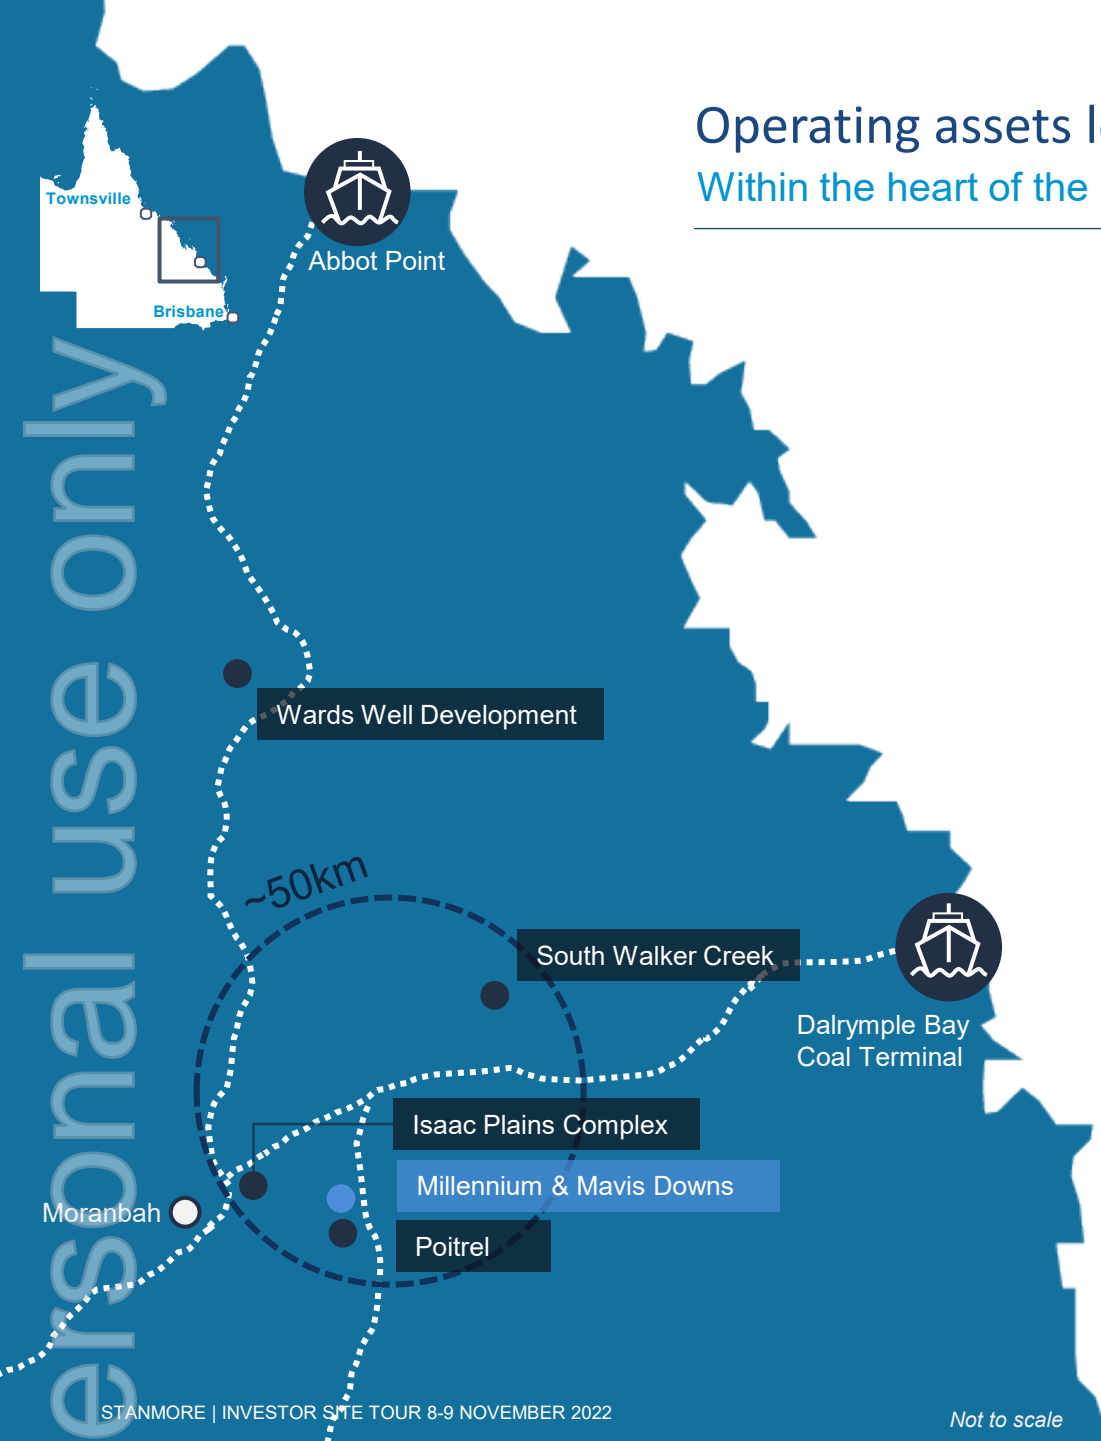 Operating assets
Within the heart of the
Townsville
Brisbane
Abbot Point
Wards Well Development
~50km
South Walker Creek
Dalrymple Bay
Coal Terminal
Isaac Plains Complex
Millennium & Mavis Downs
Moranbah
Poitrel
ersonal use only
STANMORE | INVESTOR SITE TOUR 8-9 NOVEMBER 2022
Not to scale